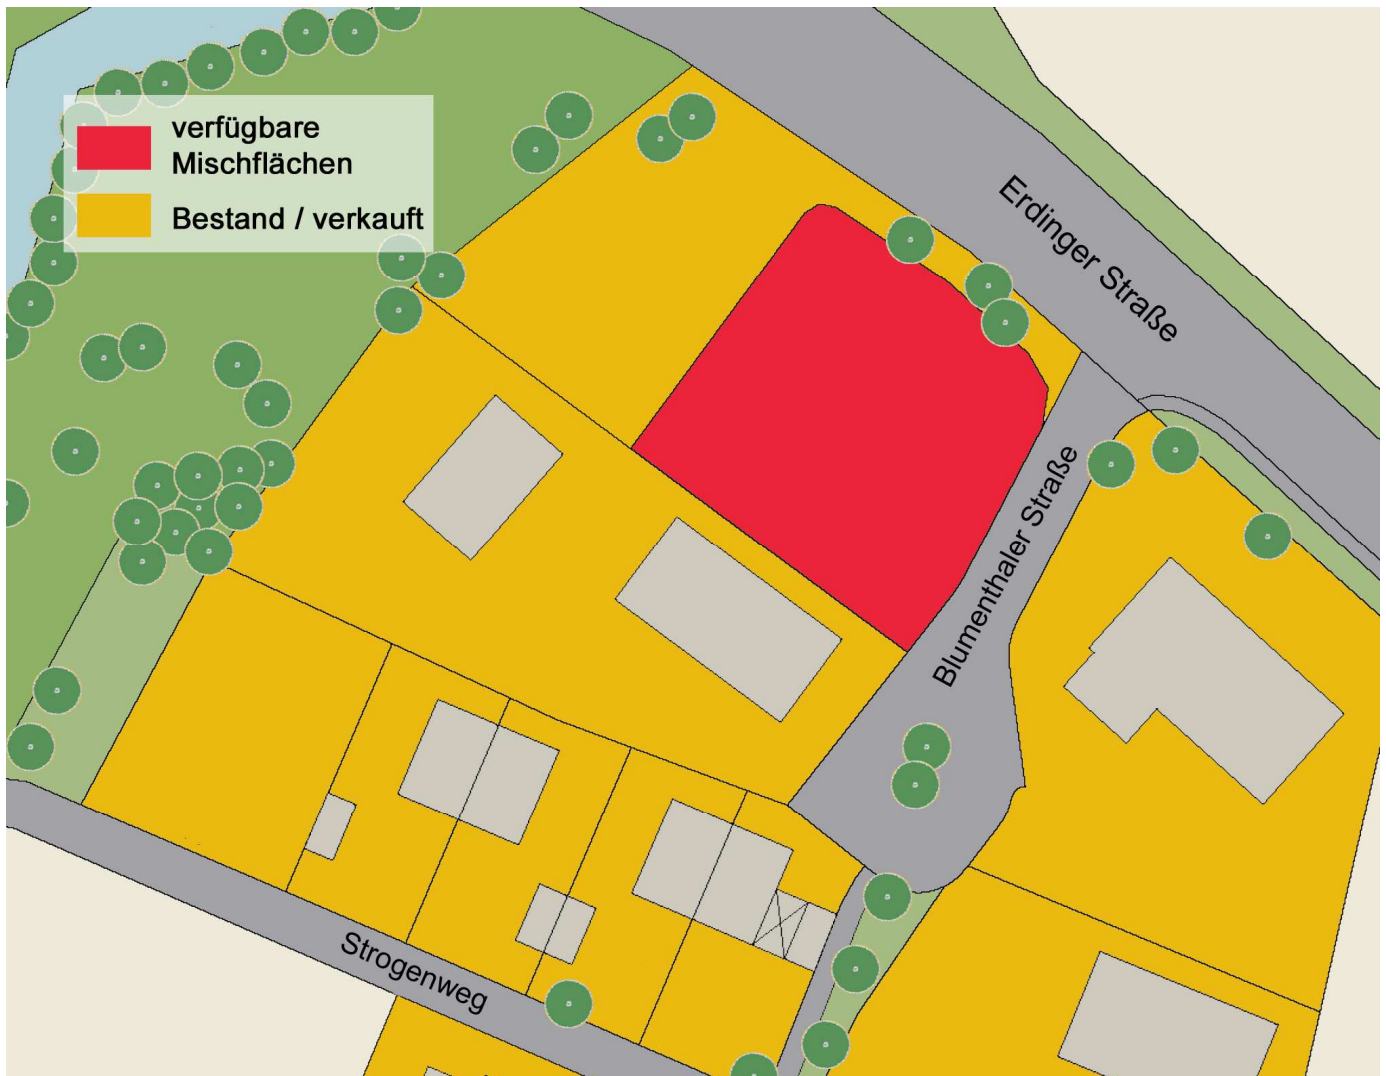 verfügbare
Mischflächen
Bestand / verkauft
Erdinger Straße
Blumenthaler Straße
Strogenweg